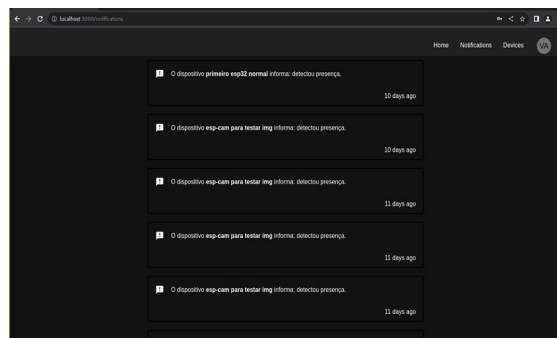 localhost:3000/notifications
Home Notifications Devices VA
O dispositivo primeiro esp32 normal informa: detectou presença.
10 days ago
O dispositivo esp-cam para testar img informa: detectou presença.
10 days ago
O dispositivo esp-cam para testar img informa: detectou presença.
11 days ago
O dispositivo esp-cam para testar img informa: detectou presença.
11 days ago
O dispositivo esp-cam para testar img informa: detectou presença.
11 days ago